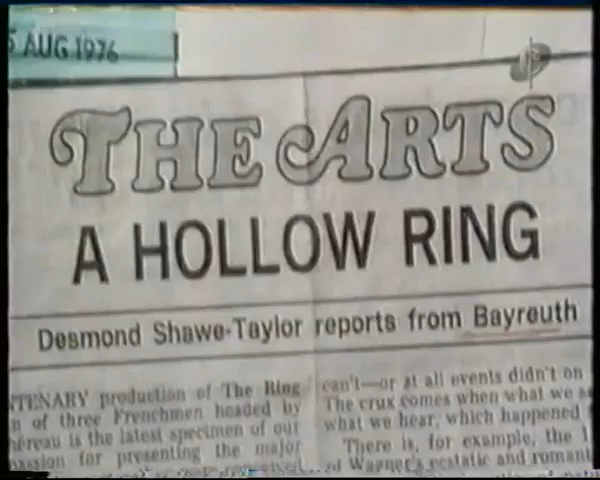 5 AUG 1976
THE ARTS
A HOLLOW RING
Desmond Shawe-Taylor reports from Bayreuth
TENARY production of The Ring
n of three Frenchmen headed by
héreau is the latest specimen of our
passion for presenting the major
can't—or at all events didn't on
The crux comes when what we s
what we hear, which happened
There is, for example, the
of Wagner's ecstatic and romant